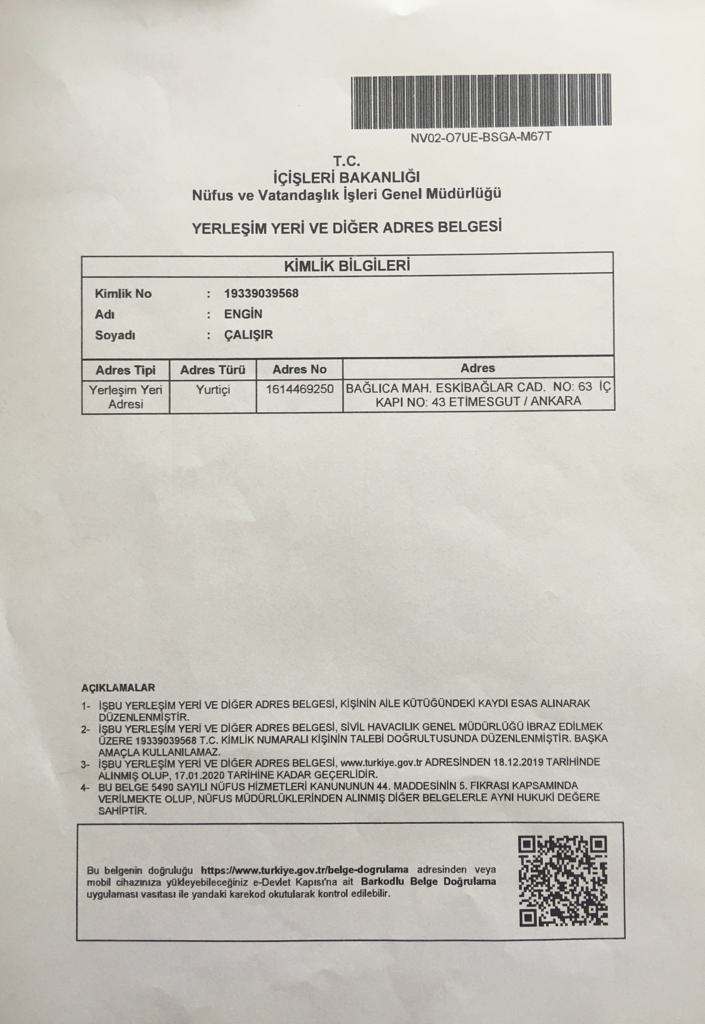 NV02-O7UE-BSGA-M67T
T.C.
İÇİŞLERİ BAKANLIĞI
Nüfus ve Vatandaşlık İşleri Genel Müdürlüğü
YERLEŞİM YERİ VE DİĞER ADRES BELGESİ
KİMLİK BİLGİLERİ
Kimlik No : 19339039568
Adı : ENGİN
Soyadı : ÇALIŞIR
Adres Tipi Adres Türü Adres No Adres
Yerleşim Yeri Yurtiçi 1614469250 BAĞLICA MAH. ESKİBAĞLAR CAD. NO: 63 İÇ
Adresi KAPI NO: 43 ETİMESGUT / ANKARA
AÇIKLAMALAR
1- İŞBU YERLEŞİM YERİ VE DİĞER ADRES BELGESİ, KİŞİNİN AİLE KÜTÜĞÜNDEKİ KAYDI ESAS ALINARAK
DÜZENLENMİŞTİR.
2- İŞBU YERLEŞİM YERİ VE DİĞER ADRES BELGESİ, SİVİL HAVACILIK GENEL MÜDÜRLÜĞÜ İBRAZ EDİLMEK
ÜZERE 19339039568 T.C. KİMLİK NUMARALI KİŞİNİN TALEBİ DOĞRULTUSUNDA DÜZENLENMİŞTİR. BAŞKA
AMAÇLA KULLANILAMAZ.
3- İŞBU YERLEŞİM YERİ VE DİĞER ADRES BELGESİ, www.turkiye.gov.tr ADRESİNDEN 18.12.2019 TARİHİNDE
ALINMIŞ OLUP, 17.01.2020 TARİHİNE KADAR GEÇERLİDİR.
4- BU BELGE 5490 SAYILI NÜFUS HİZMETLERİ KANUNUNUN 44. MADDESİNİN 5. FIKRASI KAPSAMINDA
VERİLMEKTE OLUP, NÜFUS MÜDÜRLÜKLERİNDEN ALINMIŞ DİĞER BELGELERLE AYNI HUKUKİ DEĞERE
SAHİPTİR.
Bu belgenin doğruluğu https://www.turkiye.gov.tr/belge-dogrulama adresinden veya
mobil cihazınıza yükleyebileceğiniz e-Devlet Kapısı'na ait Barkodlu Belge Doğrulama
uygulaması vasıtası ile yandaki karekod okutularak kontrol edilebilir.